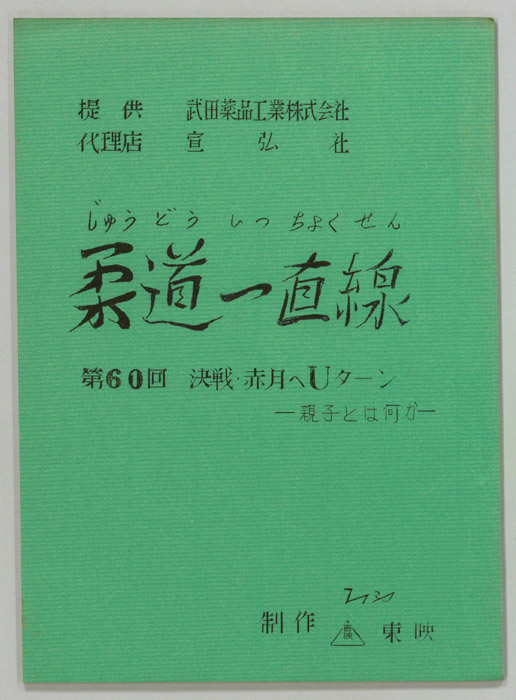 提供 武田薬品工業株式会社
代理店 宣弘社
じゅうどう いっちょくせん
柔道一直線
第60回 決戦・赤月へUターン
―親子とは何か―
制作 東映